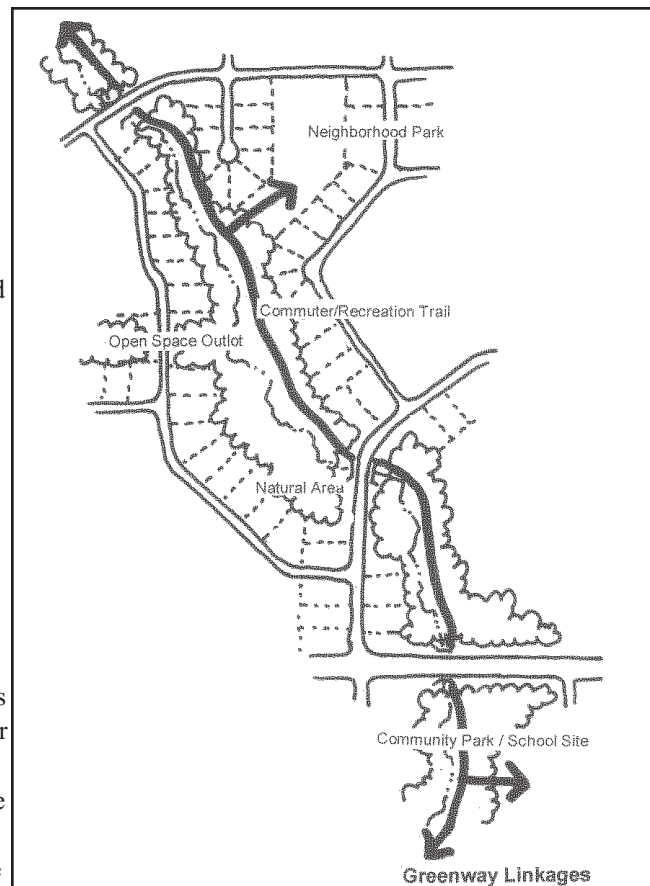 Neighborhood Park
d
Commuter/Recreation Trail
Open Space Outlot
Natural Area
s
r
Community Park / School Site
e
e
Greenway Linkages